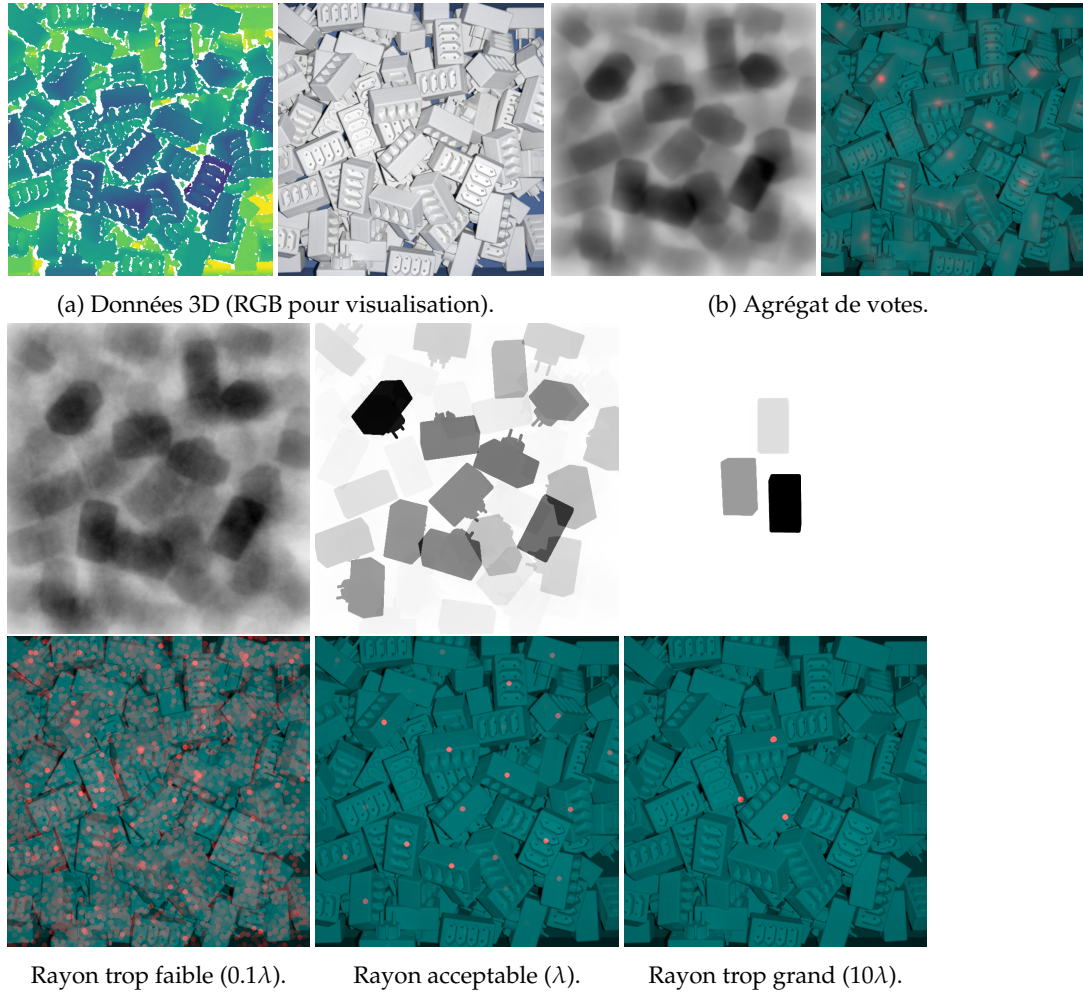 (a) Données 3D (RGB pour visualisation).
(b) Agrégat de votes.
Rayon trop faible (0.1λ).
Rayon acceptable (λ).
Rayon trop grand (10λ).